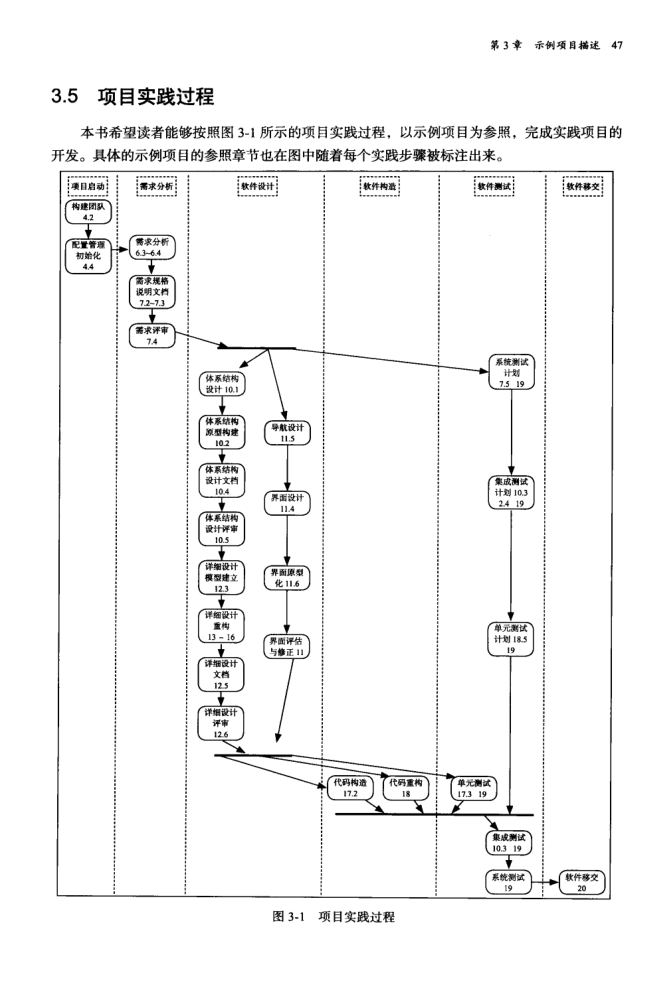 第3章 示例项目描述 47
3.5 项目实践过程
本书希望读者能够按照图 3-1 所示的项目实践过程，以示例项目为参照，完成实践项目的
开发。具体的示例项目的参照章节也在图中随着每个实践步骤被标注出来。
项目启动 需求分析 软件设计 软件构造 软件测试 软件移交
构建团队
4.2
配置管理
初始化
4.4
需求分析
6.3~6.4
需求规格
说明文档
7.2~7.3
需求评审
7.4
体系结构
设计 10.1
体系结构
原型构建
10.2
体系结构
设计文档
10.4
体系结构
设计评审
10.5
详细设计
模型建立
12.3
详细设计
重构
13－16
详细设计
文档
12.5
详细设计
评审
12.6
导航设计
11.5
界面设计
11.4
界面原型
化 11.6
界面评估
与修正 11
代码构造
17.2
代码重构
18
单元测试
17.3 19
系统测试
计划
7.5 19
集成测试
计划 10.3
2.4 19
单元测试
计划 18.5
19
集成测试
10.3 19
系统测试
19
软件移交
20
图 3-1 项目实践过程